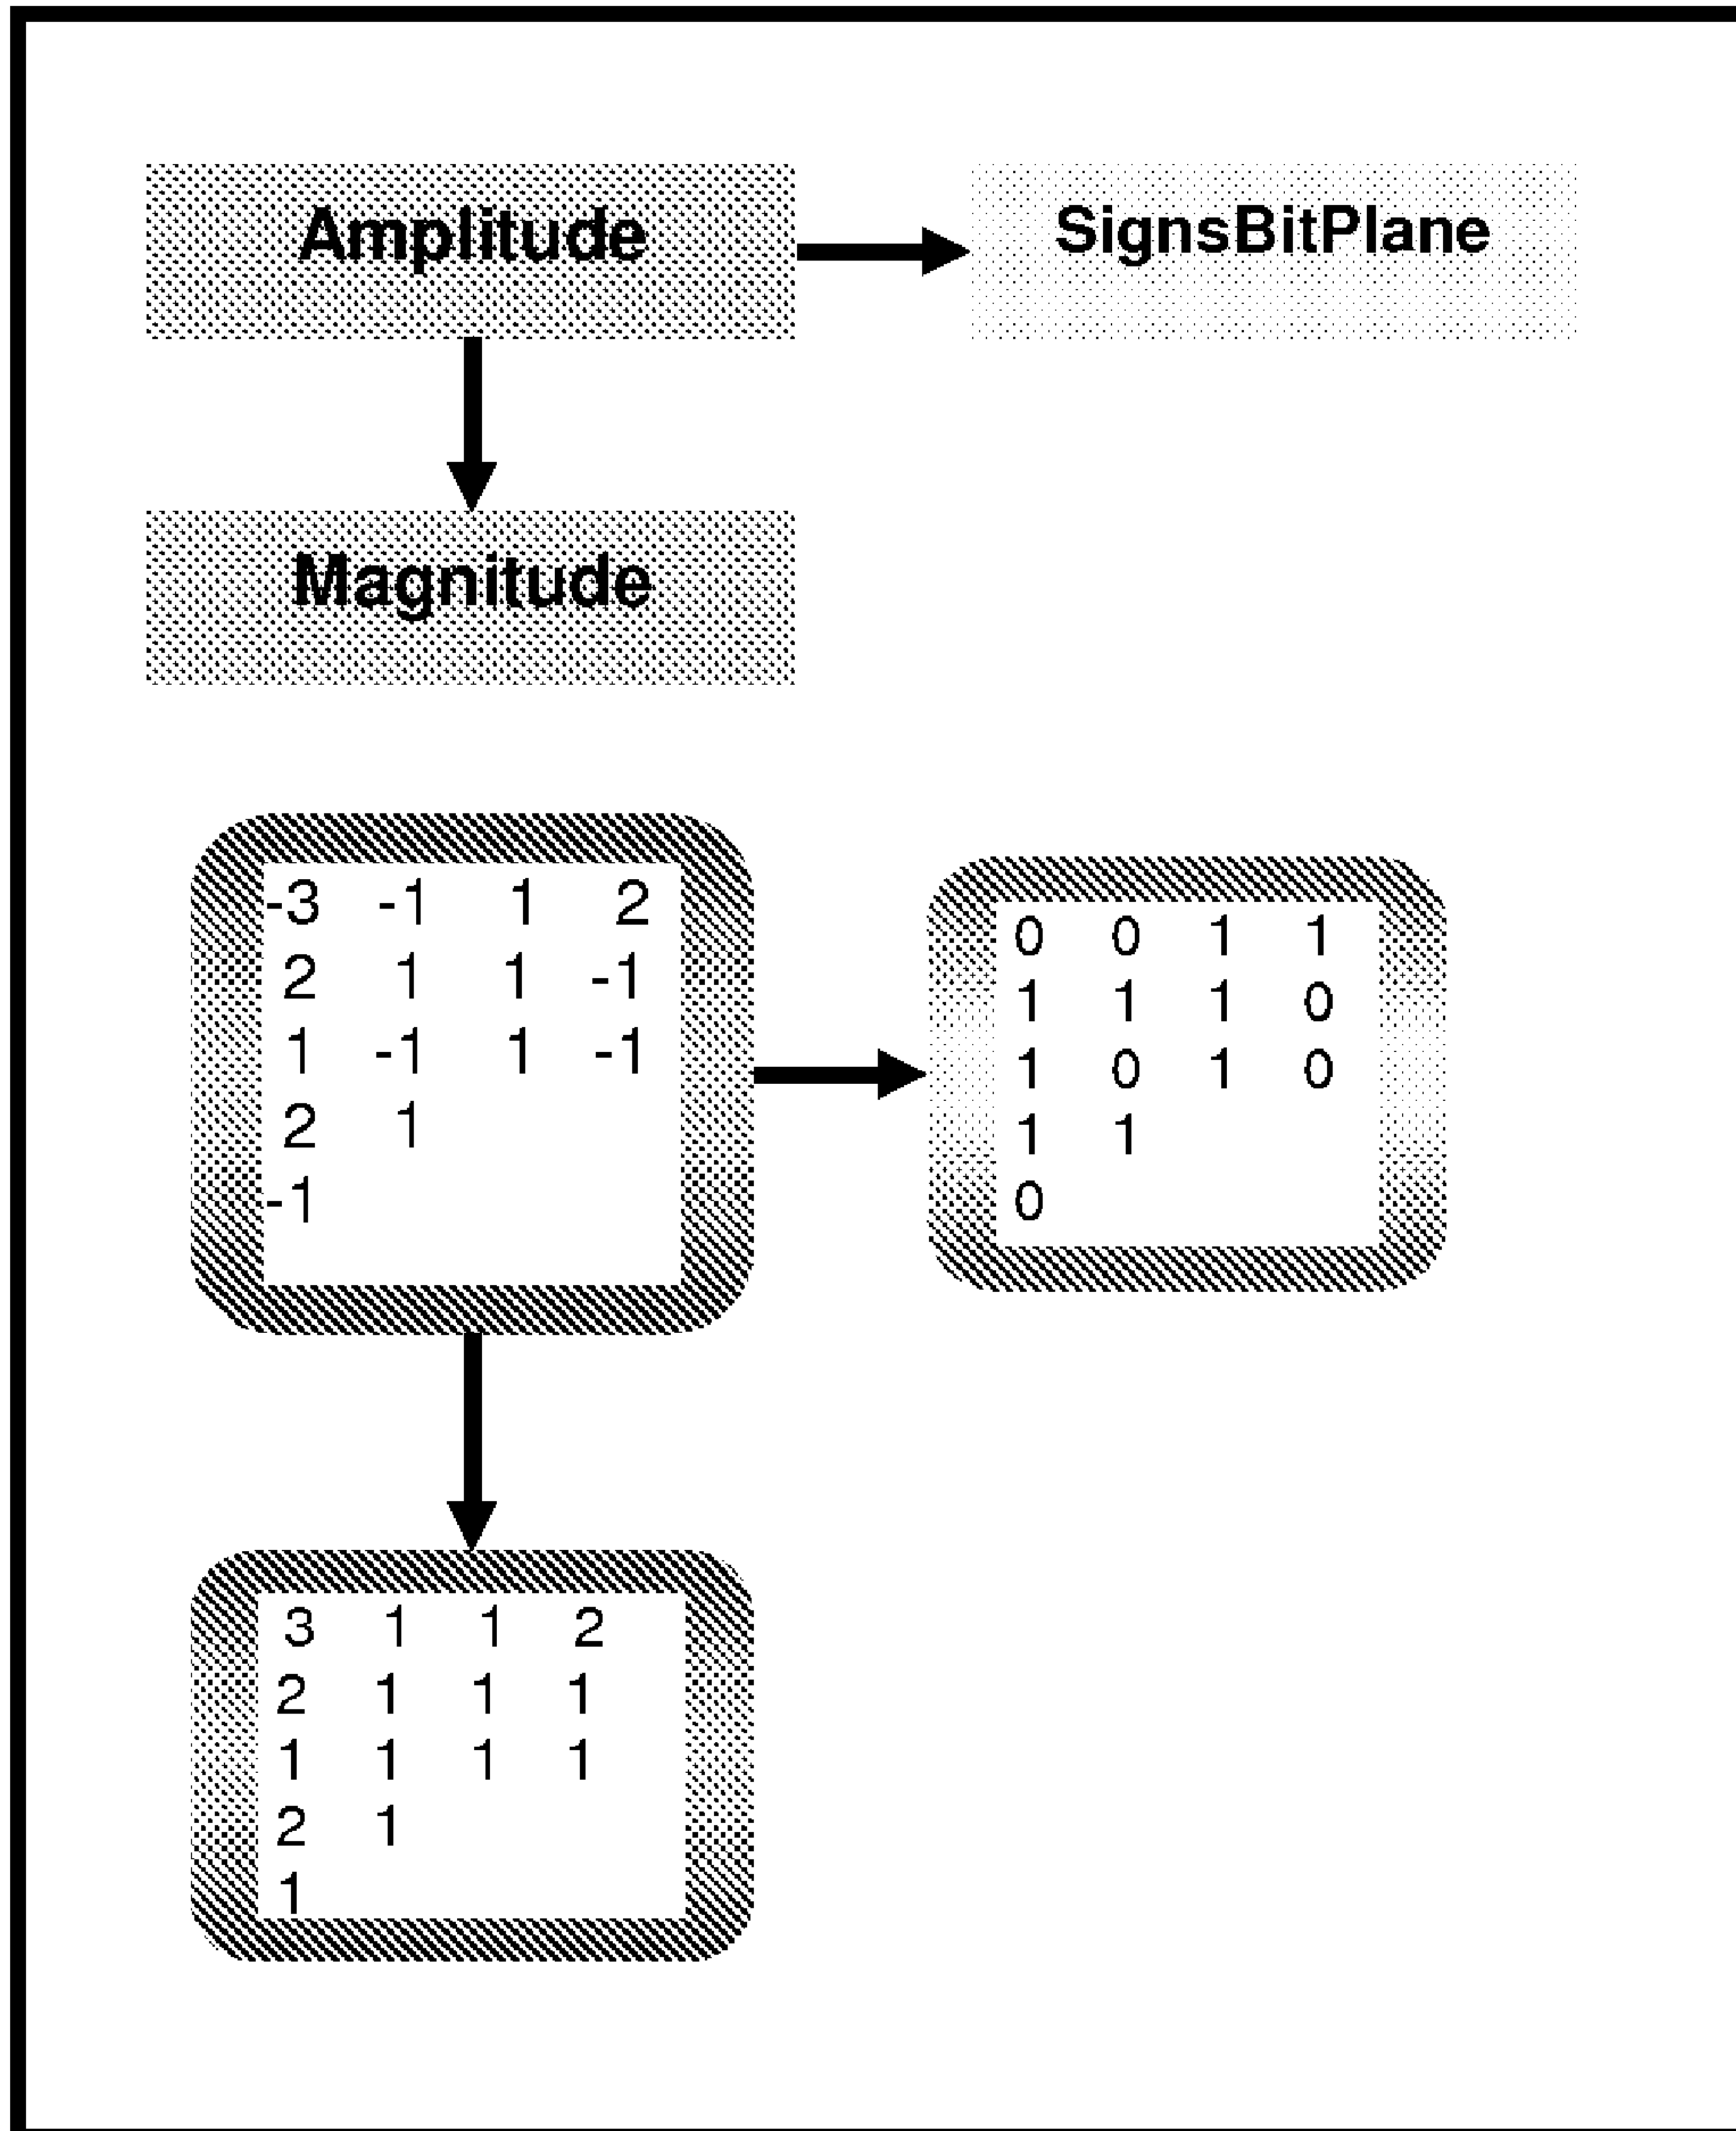 Amplitude
SignsBitPlane
Magnitude
-3 -1 1 2
2 1 1 -1
1 -1 1 -1
2 1
-1
0 0 1 1
1 1 1 0
1 0 1 0
1 1
0
3 1 1 2
2 1 1 1
1 1 1 1
2 1
1